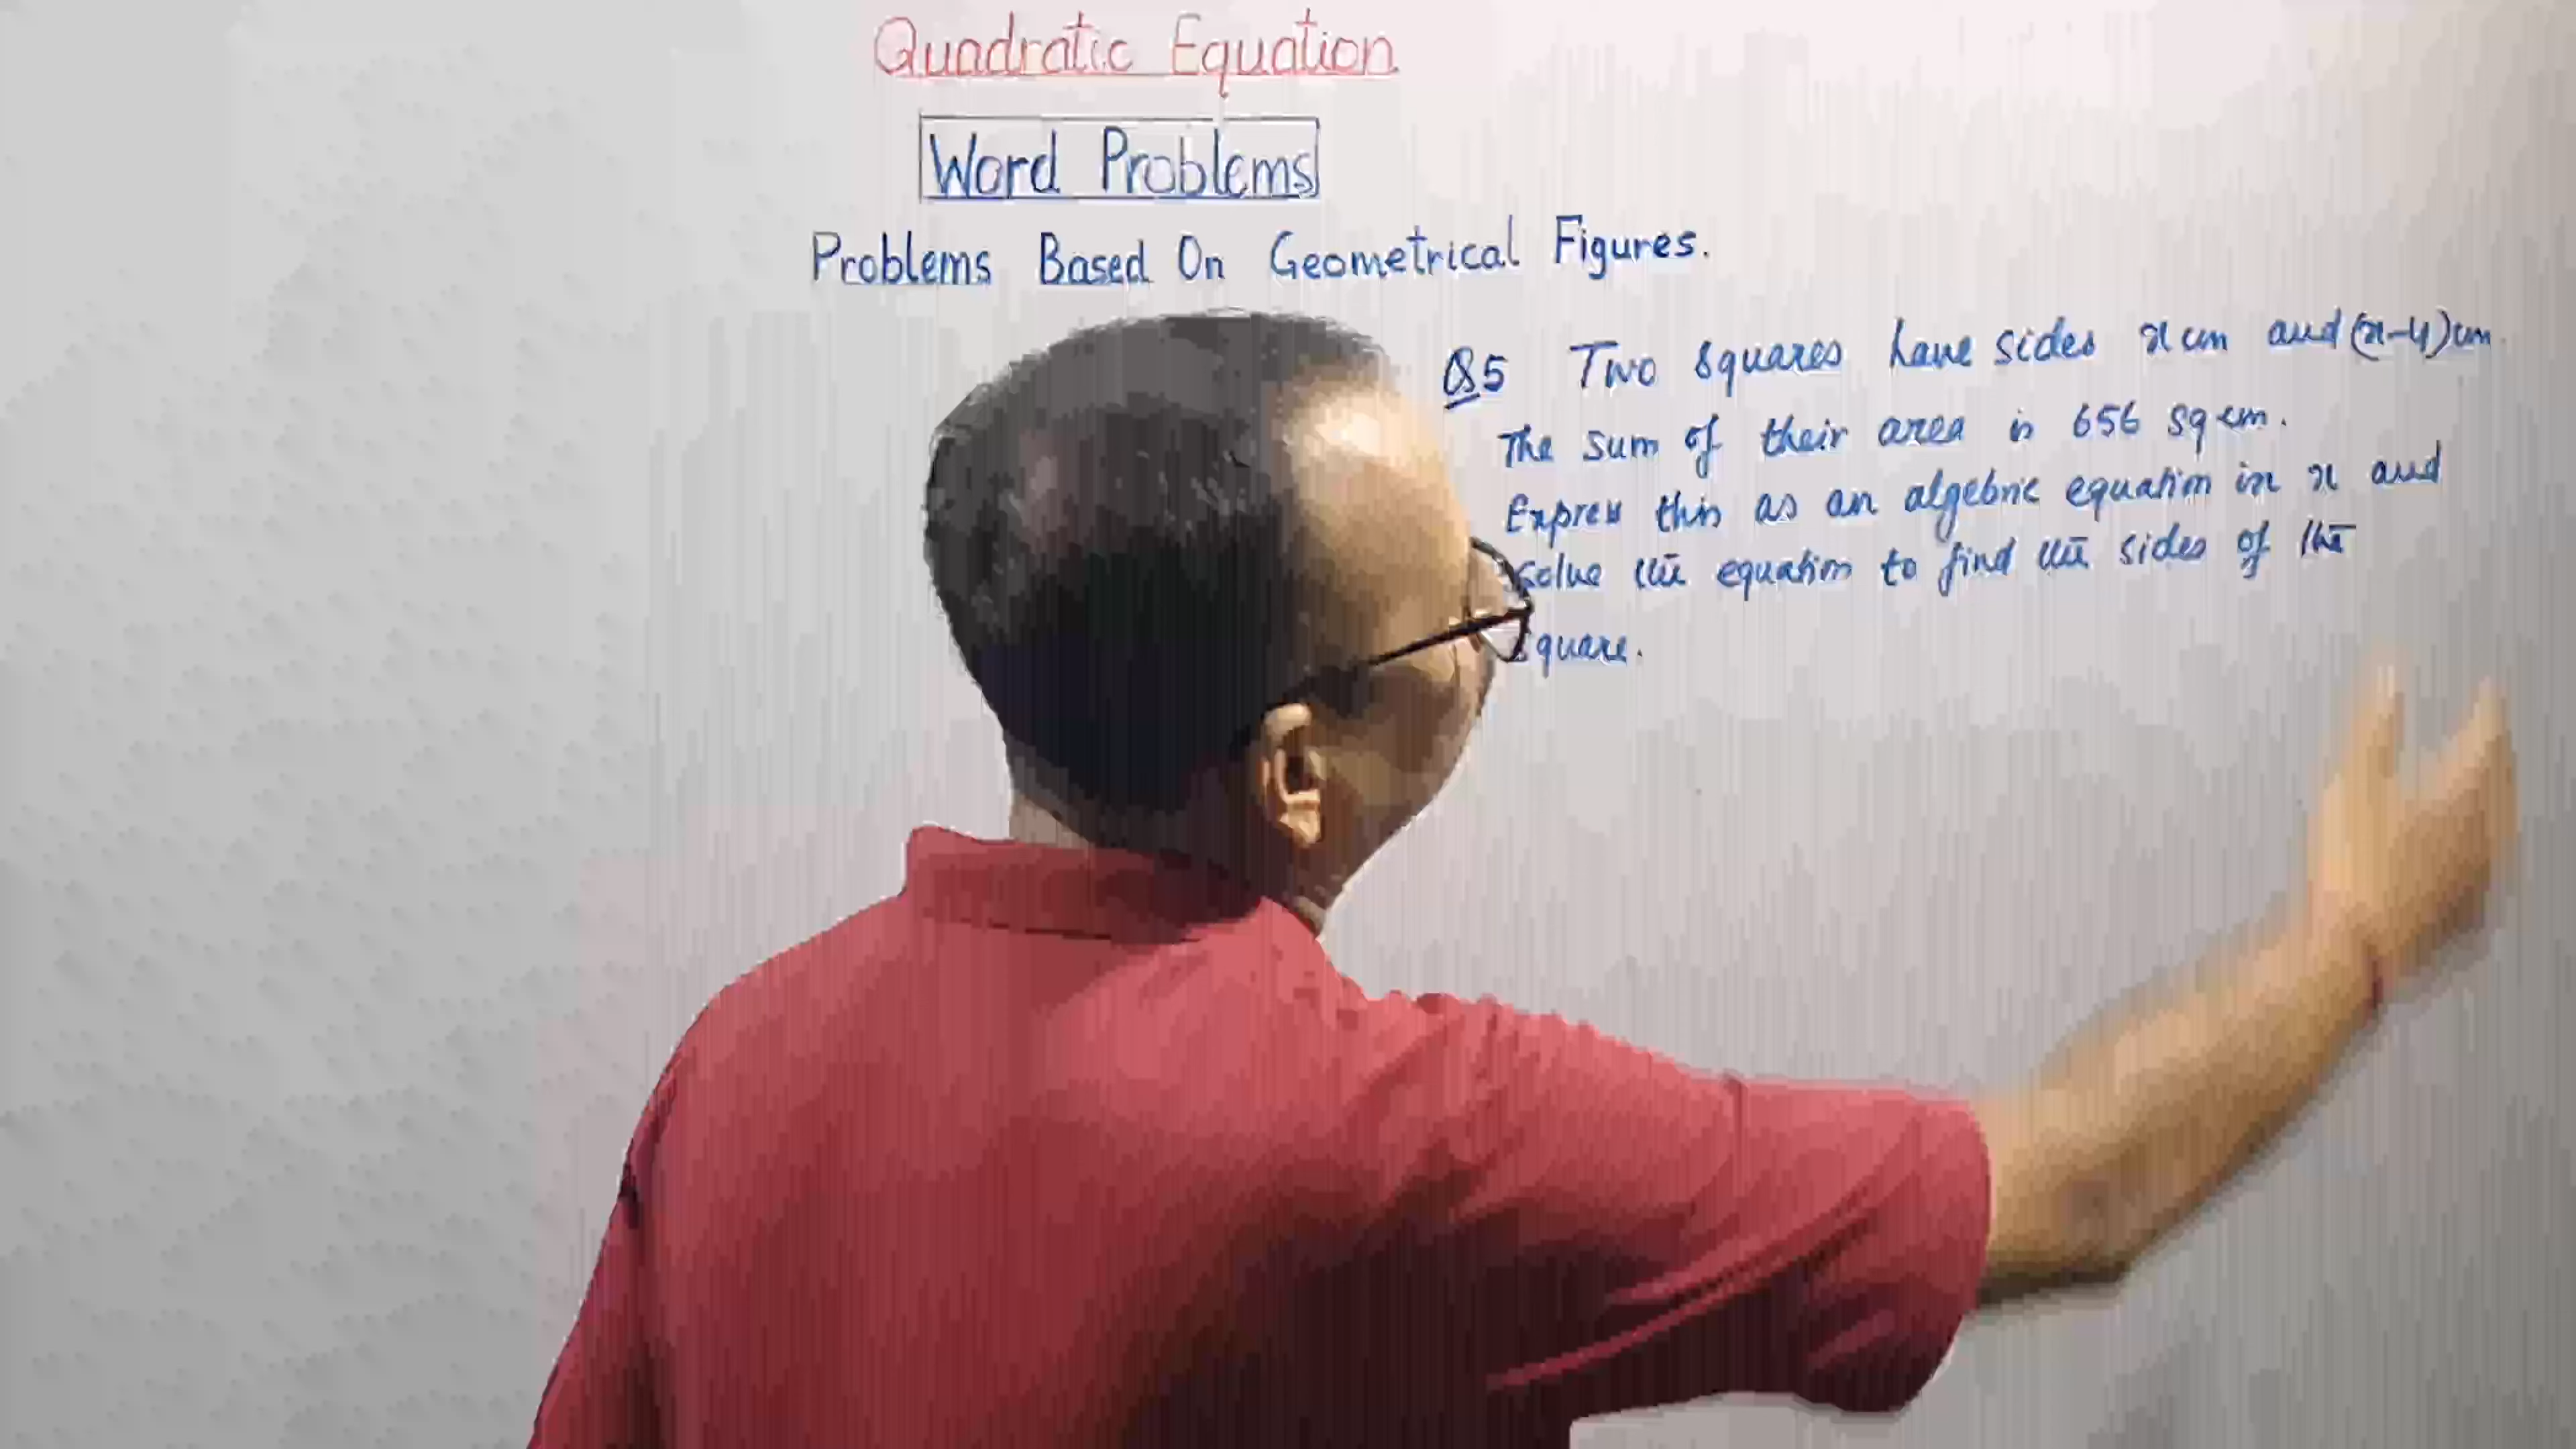 Quadratic Equation
Word Problems
Problems Based On Geometrical Figures.
Q5 Two squares have sides x cm and (x-4)cm.
The sum of their area is 656 sq cm.
Express this as an algebric equation in x and
solve the equation to find the sides of the
square.